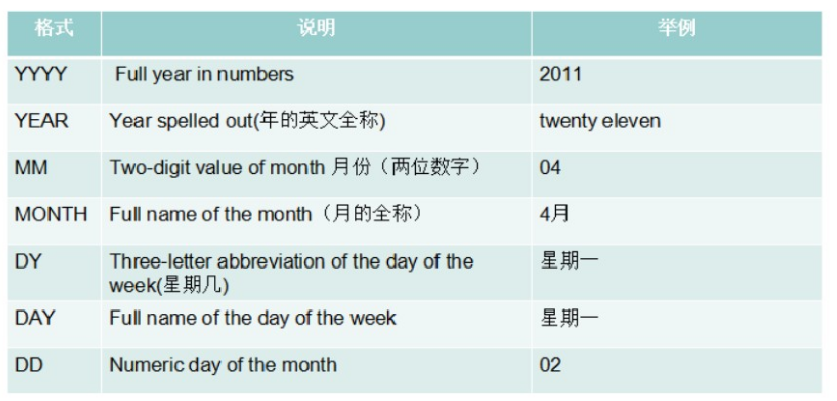 格式 说明 举例
YYYY Full year in numbers 2011
YEAR Year spelled out(年的英文全称) twenty eleven
MM Two-digit value of month 月份（两位数字） 04
MONTH Full name of the month（月的全称） 4月
DY Three-letter abbreviation of the day of the 星期一
week(星期几)
DAY Full name of the day of the week 星期一
DD Numeric day of the month 02